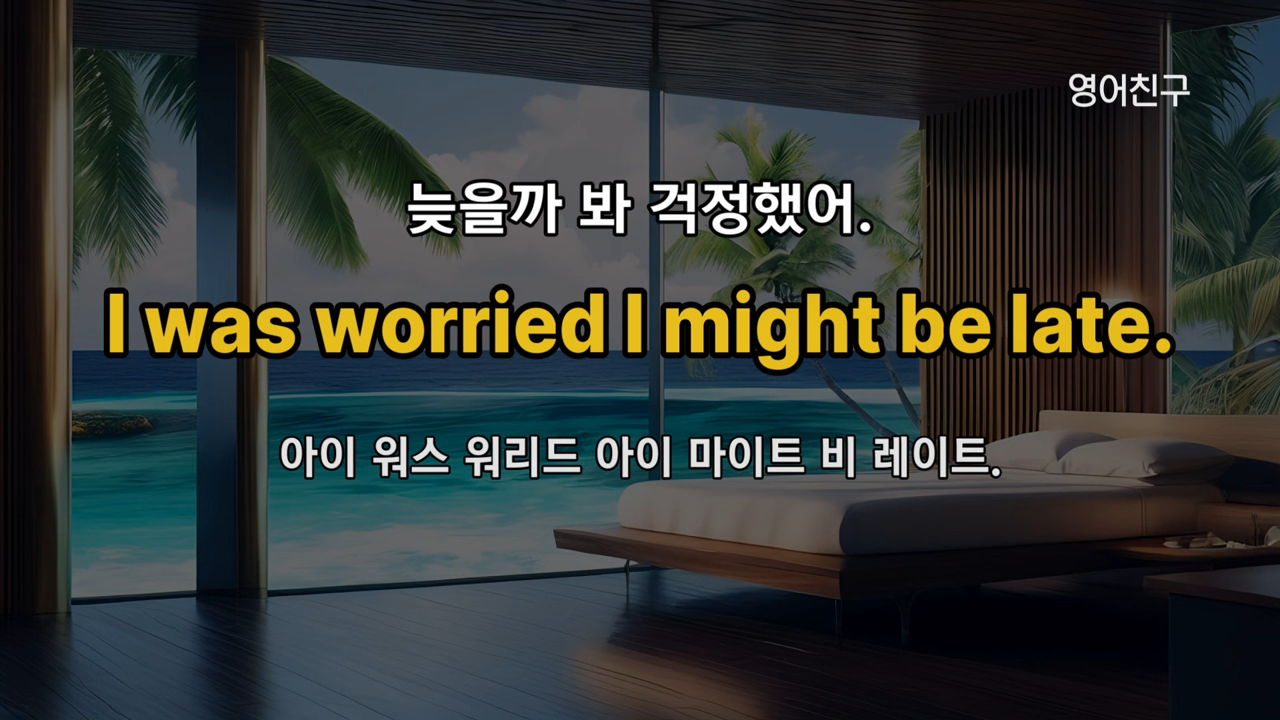 영어친구
늦을까 봐 걱정했어.
I was worried I might be late.
아이 워스 워리드 아이 마이트 비 레이트.